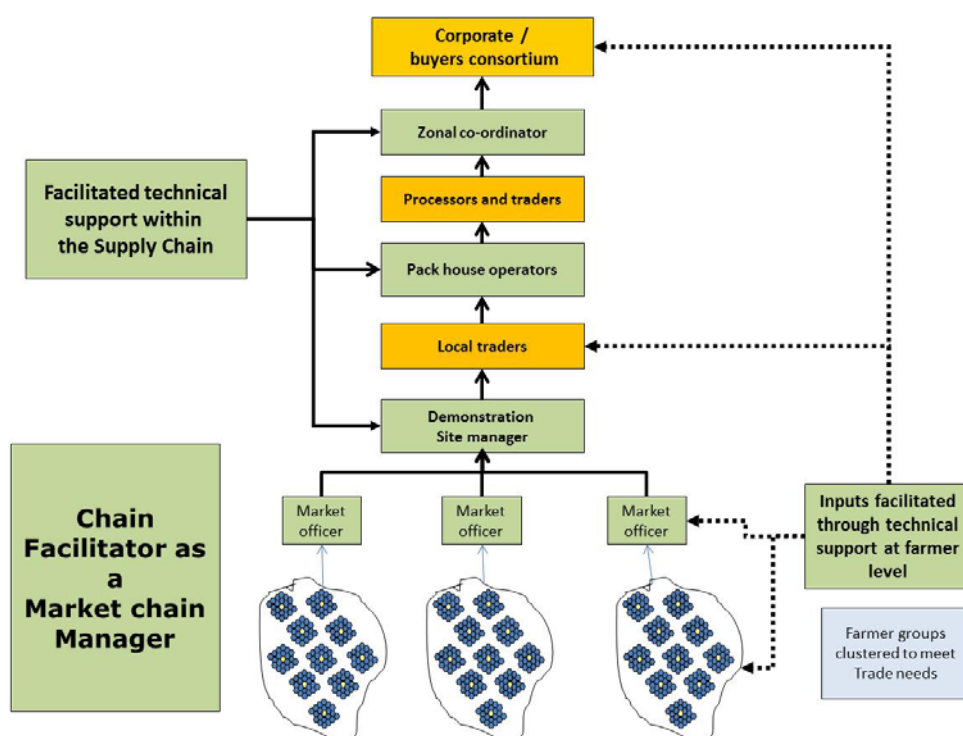 Corporate /
buyers consortium
Zonal co-ordinator
Facilitated technical
support within
the Supply Chain
Processors and traders
Pack house operators
Local traders
Demonstration
Site manager
Chain
Facilitator as
a
Market chain
Manager
Market
officer
Market
officer
Market
officer
Inputs facilitated
through technical
support at farmer
level
Farmer groups
clustered to meet
Trade needs